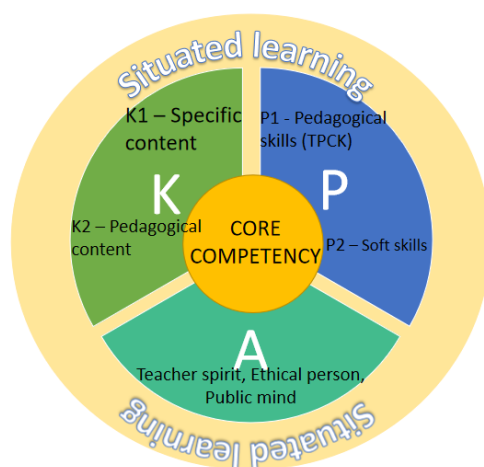 Situated learning
K1 – Specific
content
K
K2 – Pedagogical
content
P1 - Pedagogical
skills (TPCK)
P
P2 – Soft skills
CORE
COMPETENCY
A
Teacher spirit, Ethical person,
Public mind
Situated learning